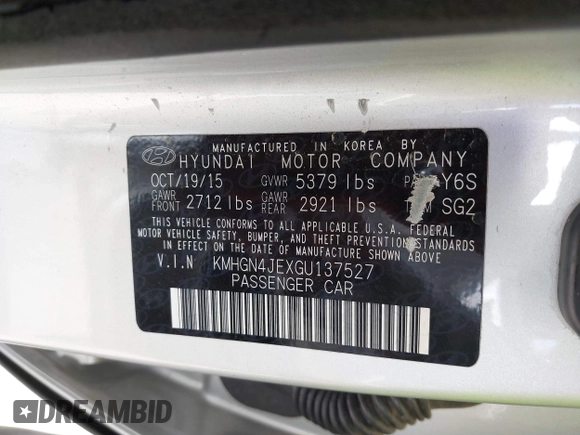 MANUFACTURED IN KOREA BY
HYUNDAI MOTOR COMPANY
OCT/19/15 GVWR 5379 lbs Y6S
GAWR FRONT 2712 lbs GAWR REAR 2921 lbs SG2
THIS VEHICLE CONFORMS TO ALL APPLICABLE U.S.A. FEDERAL
MOTOR VEHICLE SAFETY, BUMPER, AND THEFT PREVENTION STANDARDS
IN EFFECT ON THE DATE OF MANUFACTURE SHOWN ABOVE.
V.I.N KMHGN4JEXGU137527
PASSENGER CAR
DREAMBID